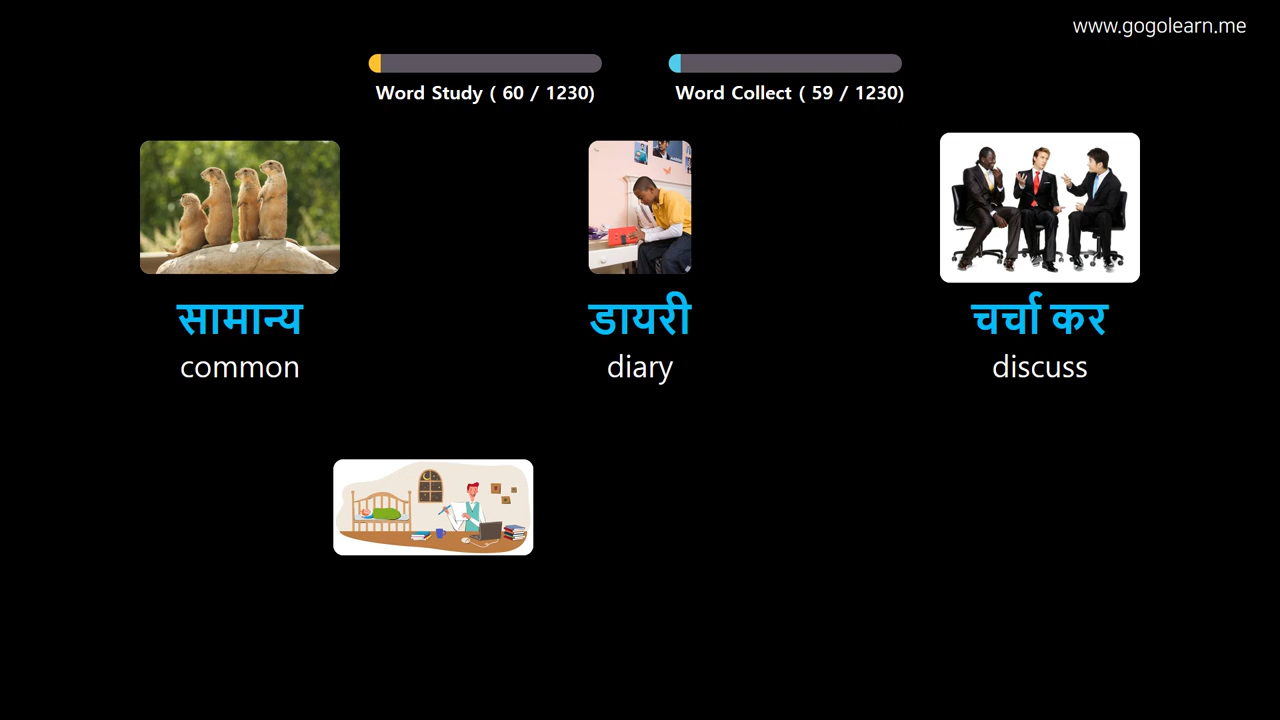 www.gogolearn.me
Word Study ( 60 / 1230)
Word Collect ( 59 / 1230)
सामान्य
common
डायरी
diary
चर्चा कर
discuss